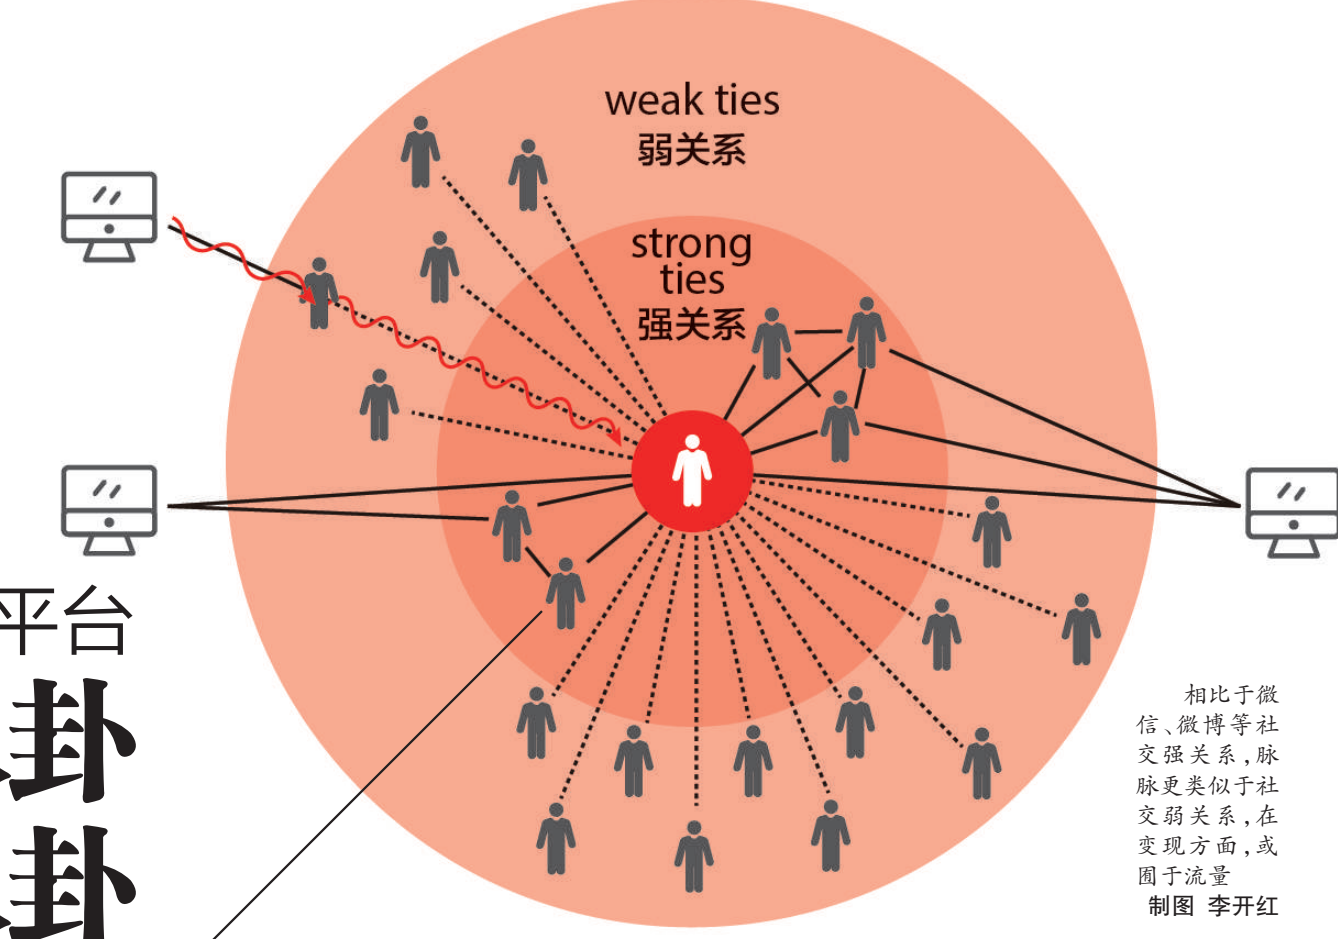 weak ties
弱关系
strong
ties
强关系
平台
卦
卦
相比于微
信、微博等社
交强关系,脉
脉更类似于社
交弱关系,在
变现方面,或
囿于流量
制图 李开红